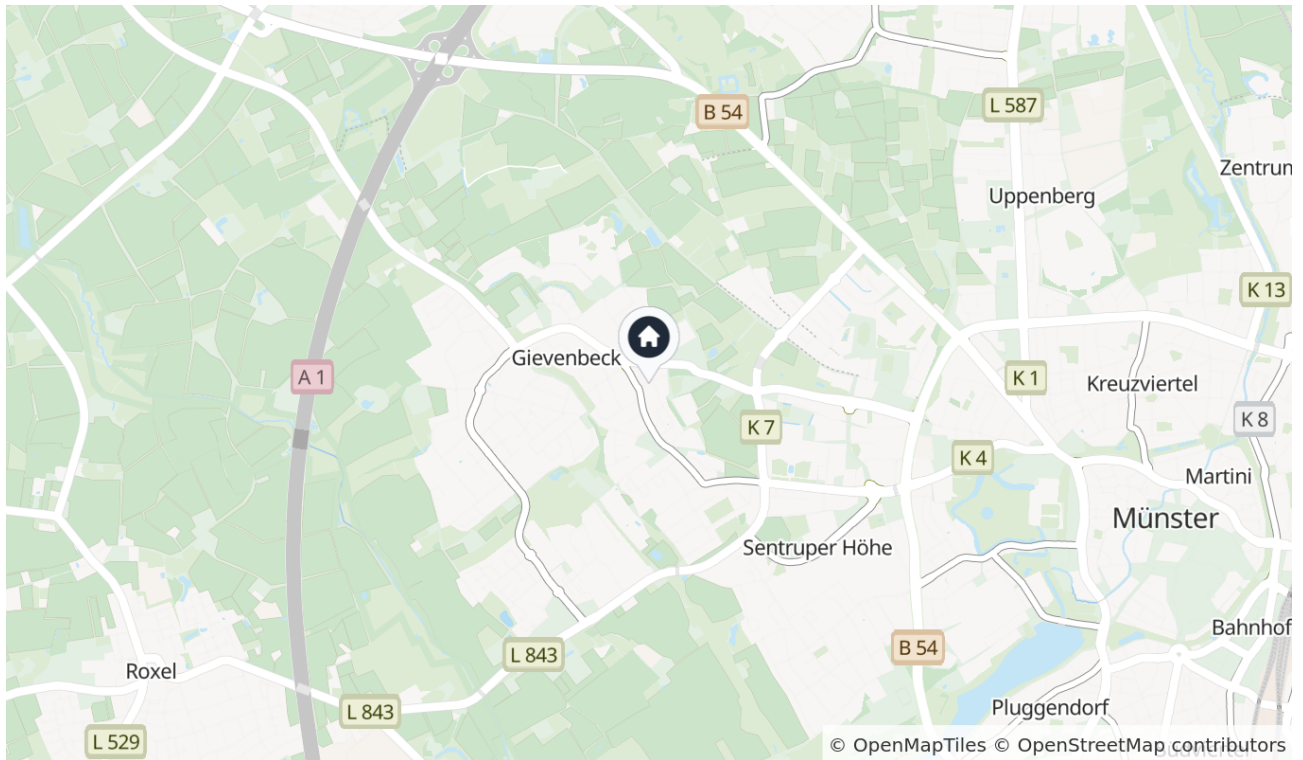 B 54
L 587
Zentrum
Uppenberg
K 13
Gievenbeck
A 1
K 1
Kreuzviertel
K 7
K 8
K 4
Martini
Münster
Sentruper Höhe
Bahnhof
L 843
B 54
Roxel
L 843
Pluggendorf
L 529
© OpenMapTiles © OpenStreetMap contributors